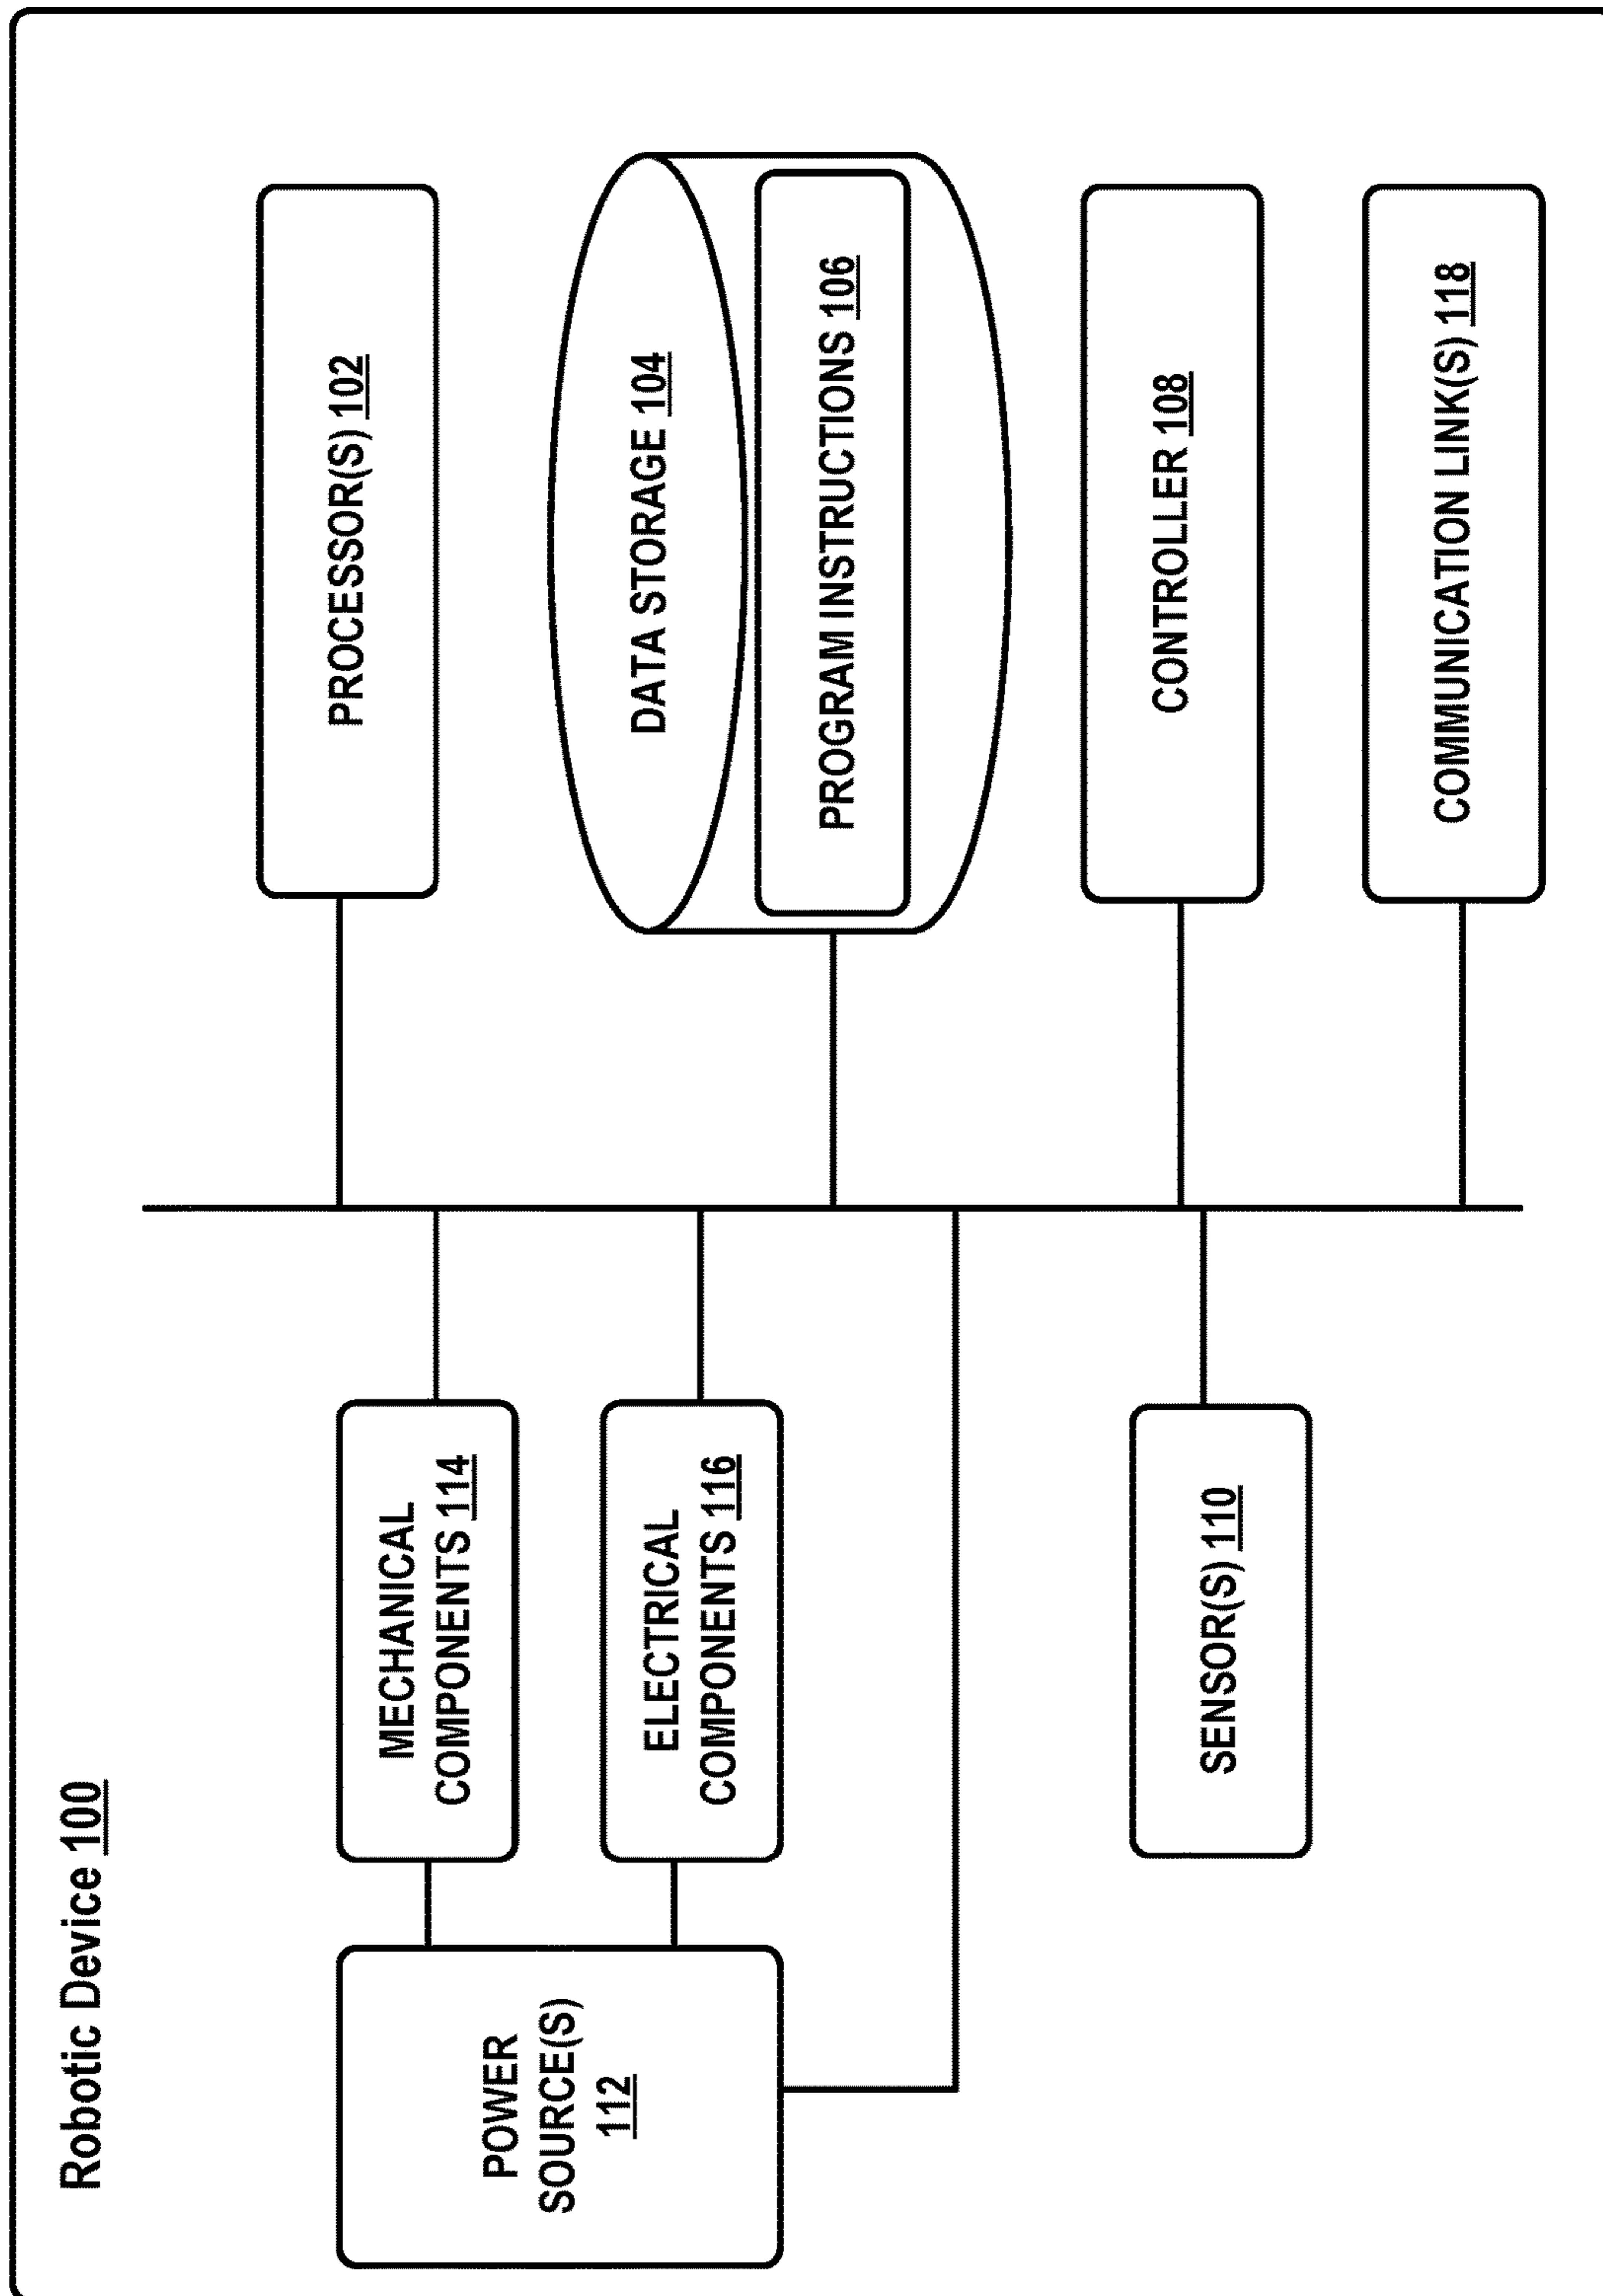 Robotic Device 100
PROCESSOR(S) 102
MECHANICAL
COMPONENTS 114
POWER
SOURCE(S)
112
ELECTRICAL
COMPONENTS 116
DATA STORAGE 104
PROGRAM INSTRUCTIONS 106
SENSOR(S) 110
CONTROLLER 108
COMMUNICATION LINK(S) 118